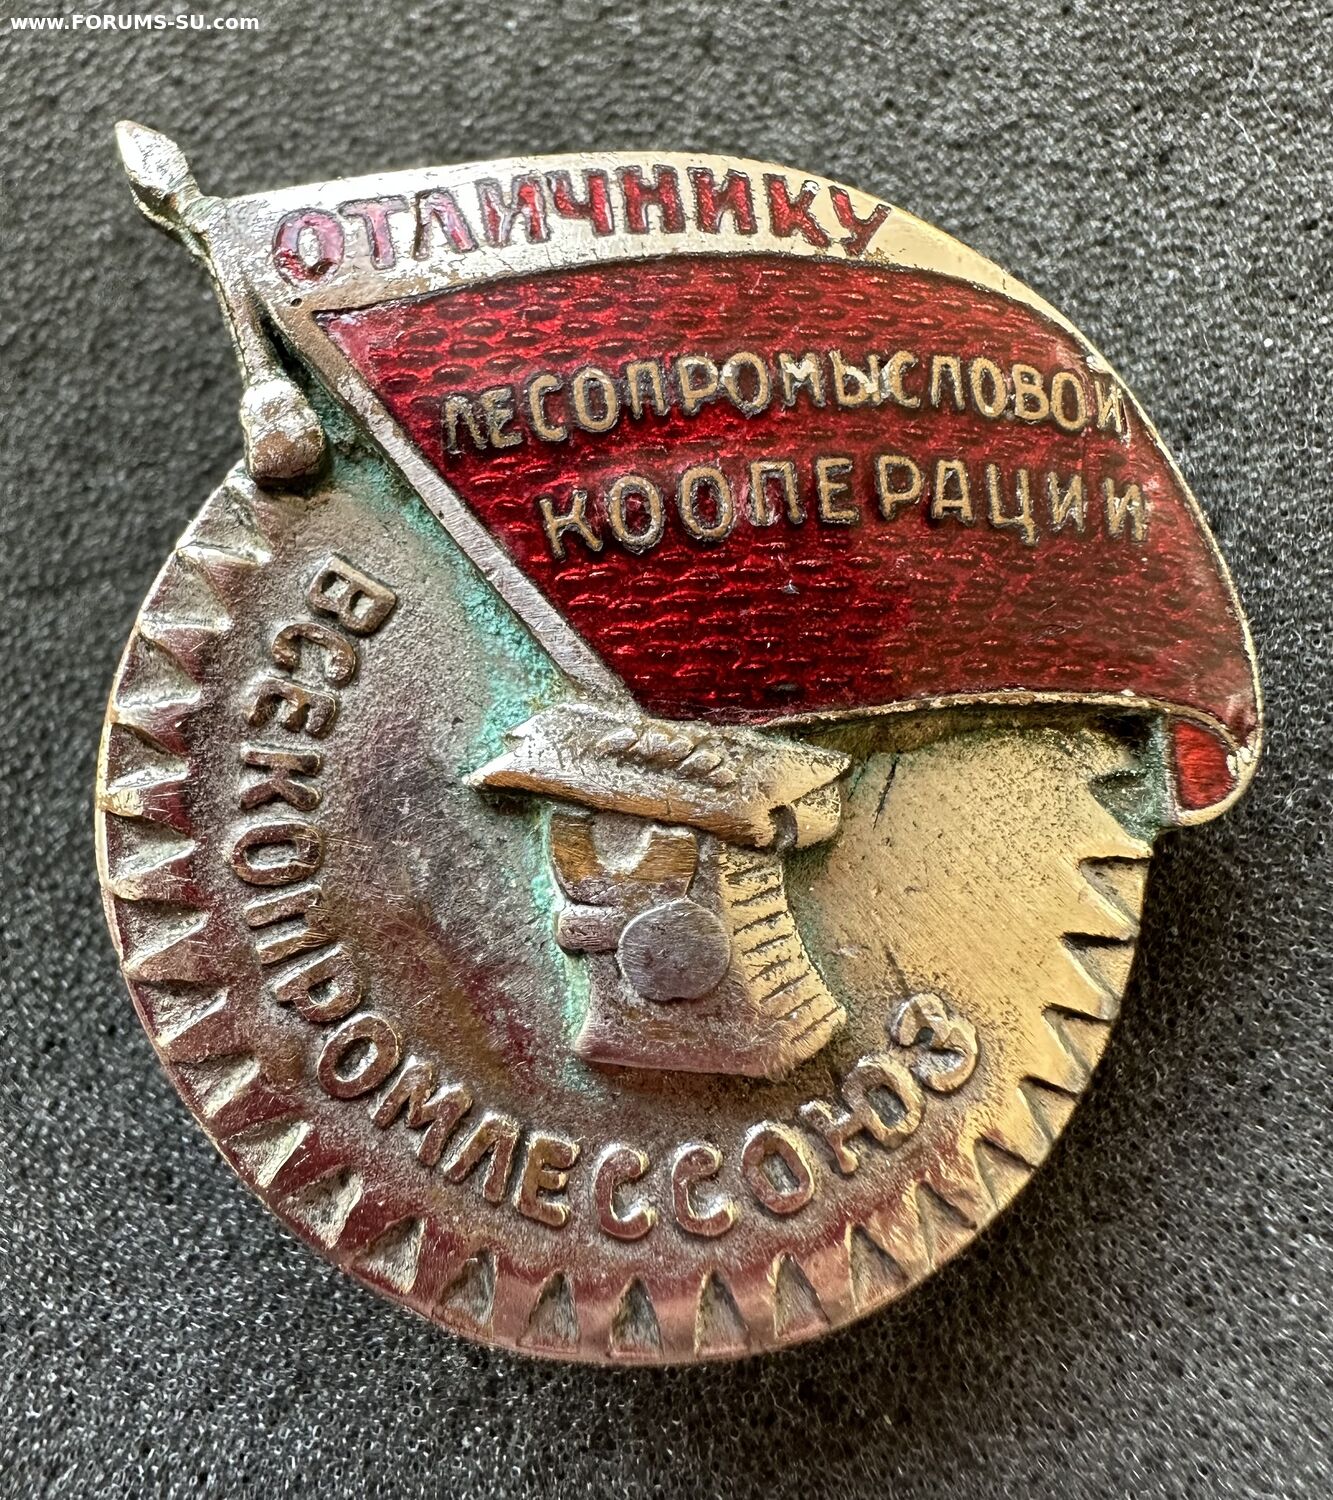 www.FORUMS-SU.com
ОТЛИЧНИКУ
ЛЕСОПРОМЫСЛОВОЙ
КООПЕРАЦИИ
ВСЕКОПРОМЛЕССОЮЗ